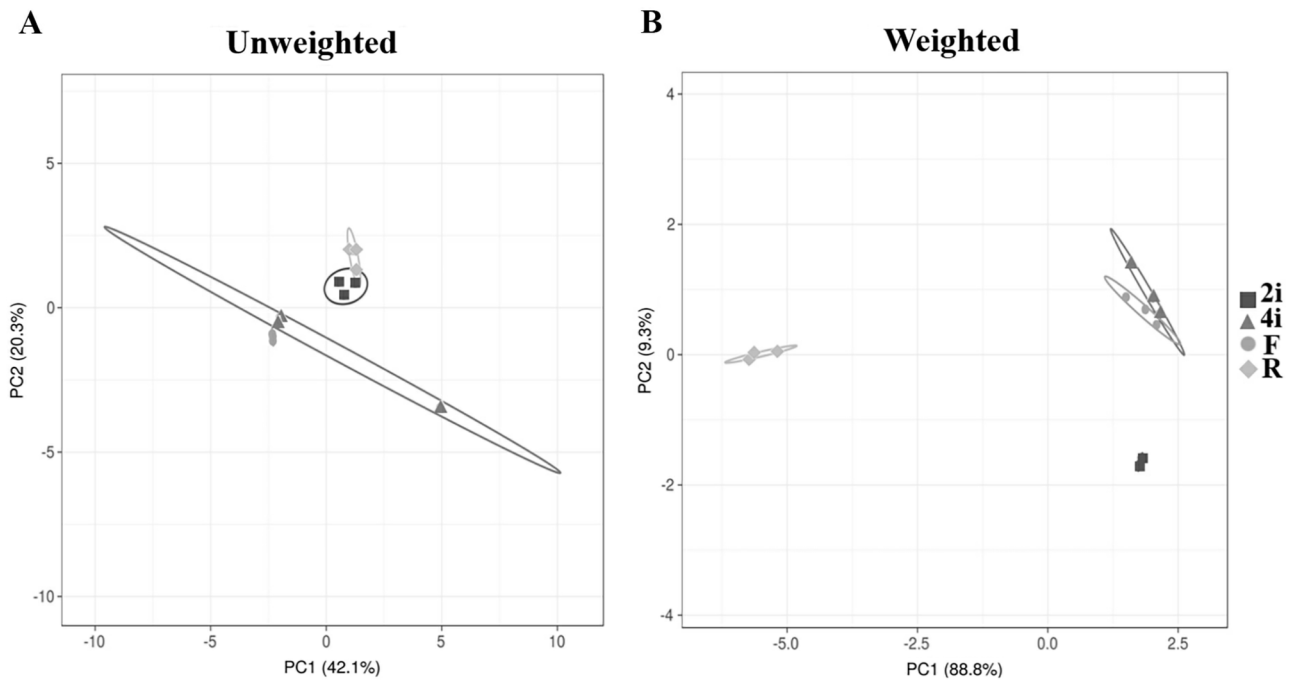 A
Unweighted
5
0
-5
-10
-10
-5
0
5
10
PC2 (20.3%)
PC1 (42.1%)
B
Weighted
4
2
0
-2
-4
-5.0
-2.5
0.0
2.5
PC2 (9.3%)
PC1 (88.8%)
2i
4i
F
R